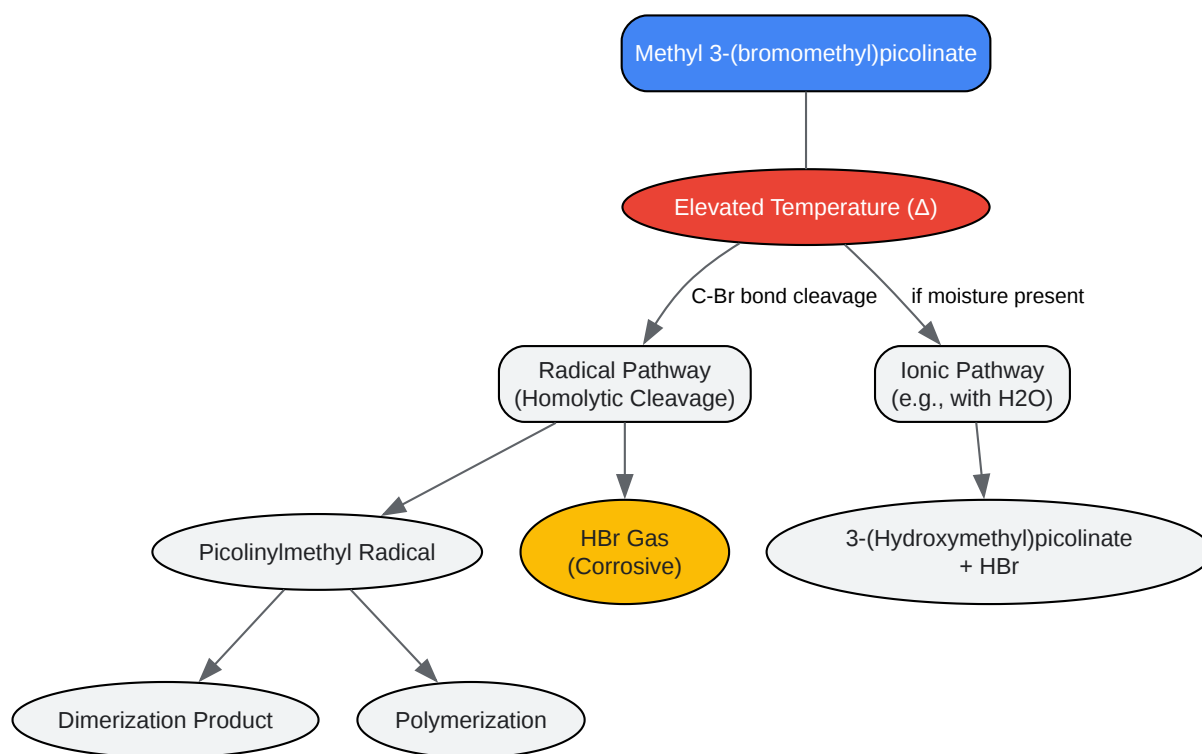 Methyl 3-(bromomethyl)picolinate
Elevated Temperature (Δ)
C-Br bond cleavage
if moisture present
Radical Pathway
(Homolytic Cleavage)
Ionic Pathway
(e.g., with H2O)
Picolinylmethyl Radical
HBr Gas
(Corrosive)
3-(Hydroxymethyl)picolinate
+ HBr
Dimerization Product
Polymerization